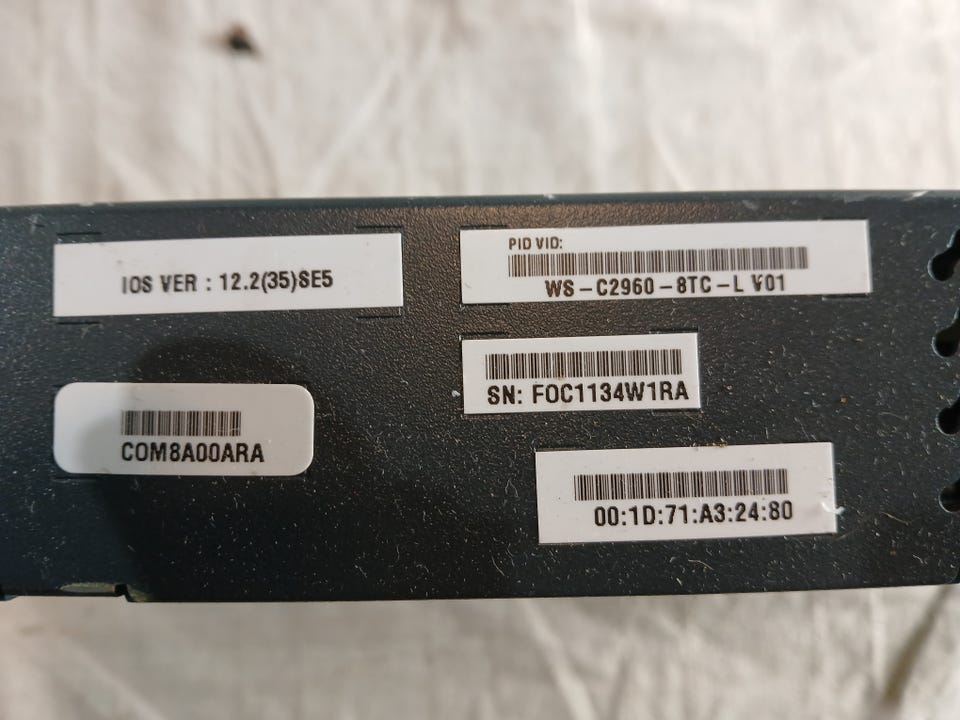 IOS VER : 12.2(35)SE5
PID VID:
WS-C2960-8TC-L V01
SN: FOC1134W1RA
COM8A00ARA
00:1D:71:A3:24:80